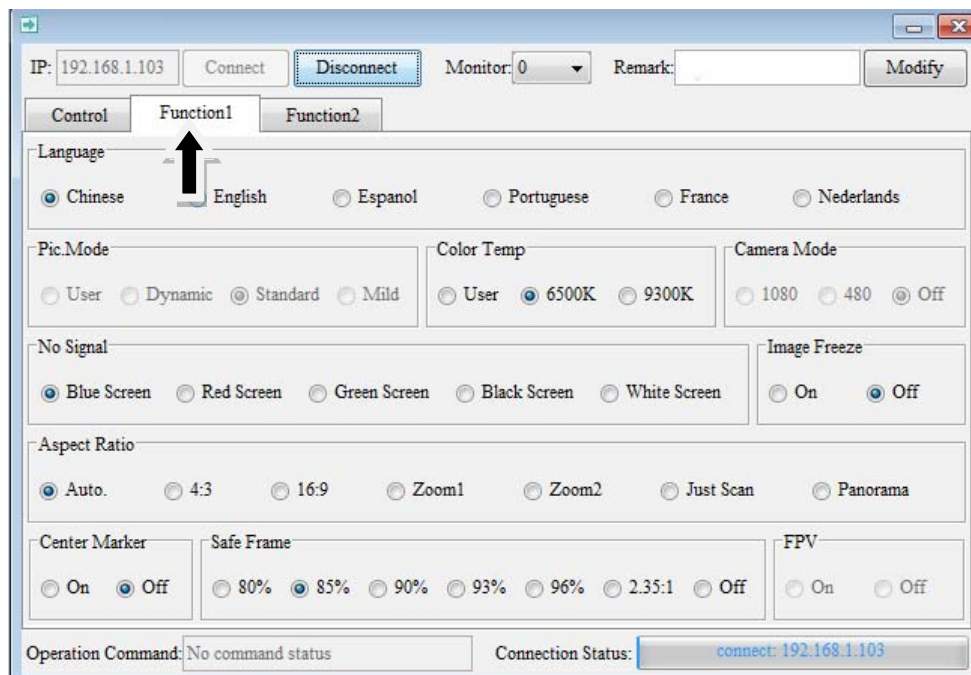 IP: 192.168.1.103 Connect Disconnect Monitor: 0 Remark: Modify
Control Function1 Function2
Language
Chinese English Espanol Portuguese France Nederlands
Pic.Mode Color Temp Camera Mode
User Dynamic Standard Mild User 6500K 9300K 1080 480 Off
No Signal Image Freeze
Blue Screen Red Screen Green Screen Black Screen White Screen On Off
Aspect Ratio
Auto. 4:3 16:9 Zoom1 Zoom2 Just Scan Panorama
Center Marker Safe Frame FPV
On Off 80% 85% 90% 93% 96% 2.35:1 Off On Off
Operation Command: No command status Connection Status: connect: 192.168.1.103